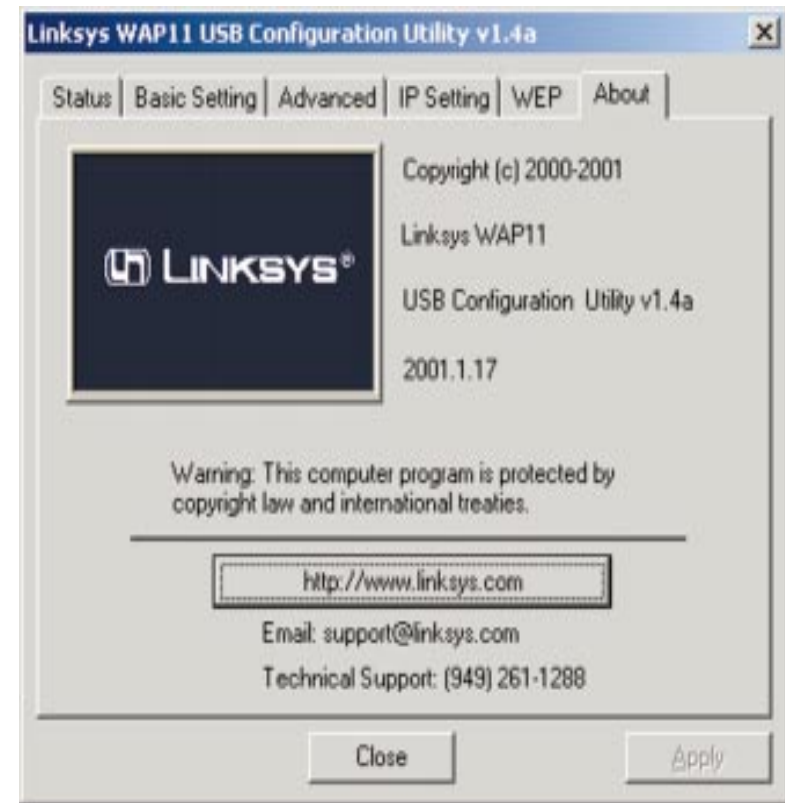 Linksys WAP11 USB Configuration Utility v1.4a
Status Basic Setting Advanced IP Setting WEP About
LINKSYS®
Copyright (c) 2000-2001
Linksys WAP11
USB Configuration Utility v1.4a
2001.1.17
Warning: This computer program is protected by
copyright law and international treaties.
http://www.linksys.com
Email: support@linksys.com
Technical Support: (949) 261-1288
Close Apply